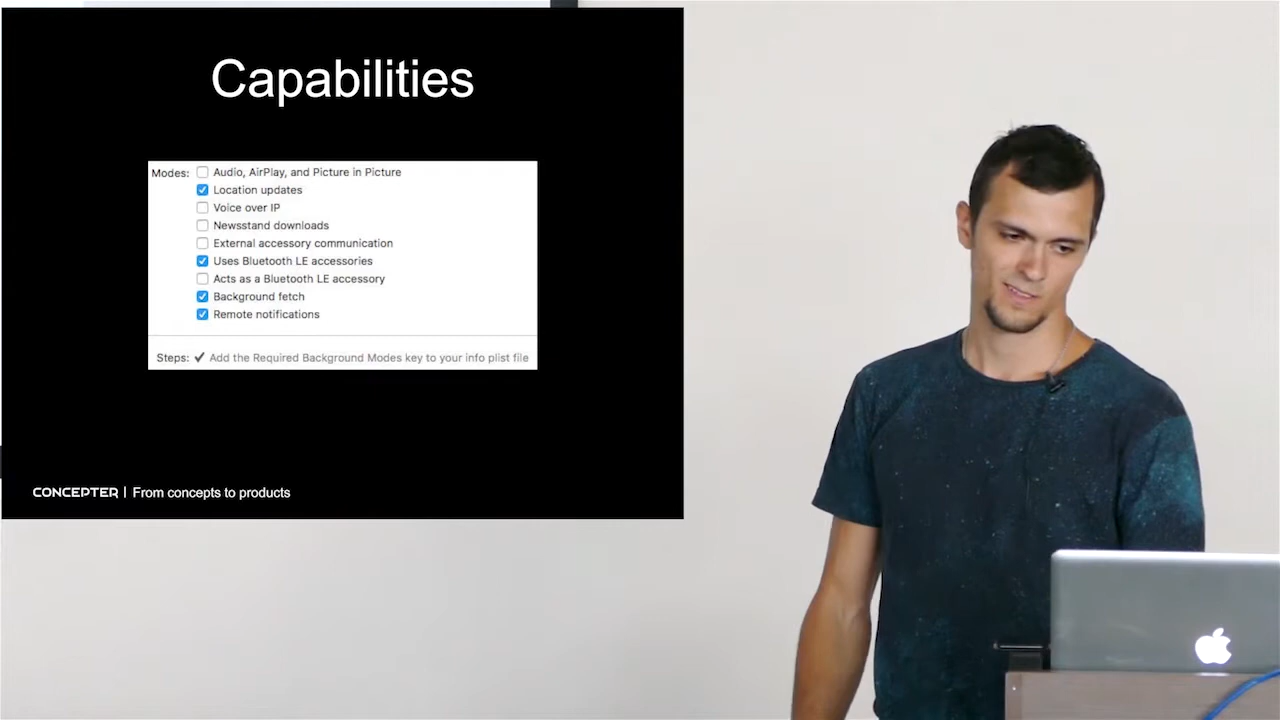 Capabilities
Modes: Audio, AirPlay, and Picture in Picture
Location updates
Voice over IP
Newsstand downloads
External accessory communication
Uses Bluetooth LE accessories
Acts as a Bluetooth LE accessory
Background fetch
Remote notifications
Steps: ✔ Add the Required Background Modes key to your info plist file
CONCEPTER | From concepts to products